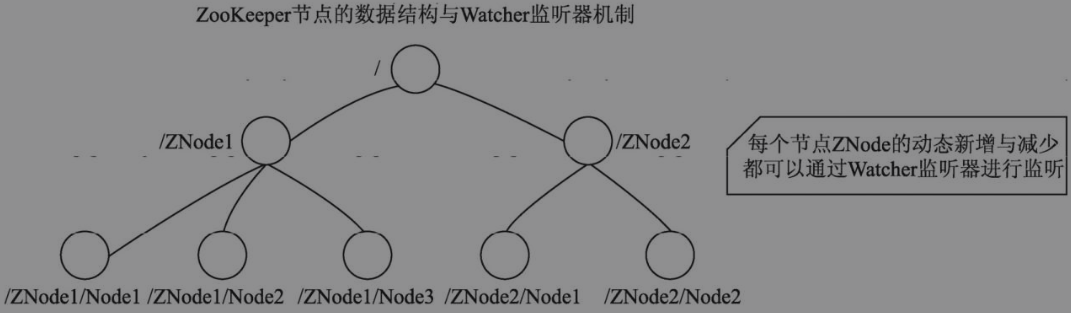 ZooKeeper节点的数据结构与Watcher监听器机制
/
/ZNode1
/ZNode2
每个节点ZNode的动态新增与减少
都可以通过Watcher监听器进行监听
/ZNode1/Node1
/ZNode1/Node2
/ZNode1/Node3
/ZNode2/Node1
/ZNode2/Node2